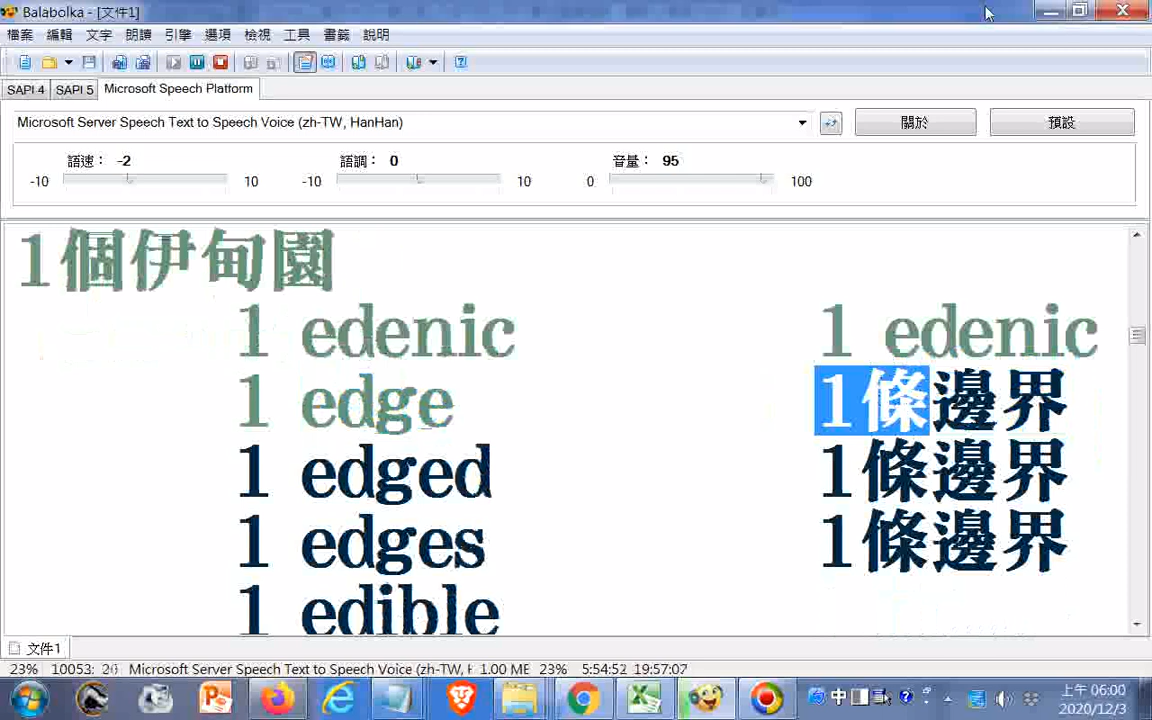 Balabolka - [文件1]
檔案 編輯 文字 朗讀 引擎 選項 檢視 工具 書籤 說明
SAPI 4 SAPI 5 Microsoft Speech Platform
Microsoft Server Speech Text to Speech Voice (zh-TW, HanHan) 關於 預設
語速： -2 語調： 0 音量： 95
-10 10 -10 10 0 100
1個伊甸園
1 edenic 1 edenic
1 edge 1條邊界
1 edged 1條邊界
1 edges 1條邊界
1 edible
文件1
23% 10053: Microsoft Server Speech Text to Speech Voice (zh-TW, 1.00 ME 23% 5:54:52 19:57:07
中 上午 06:00
2020/12/3